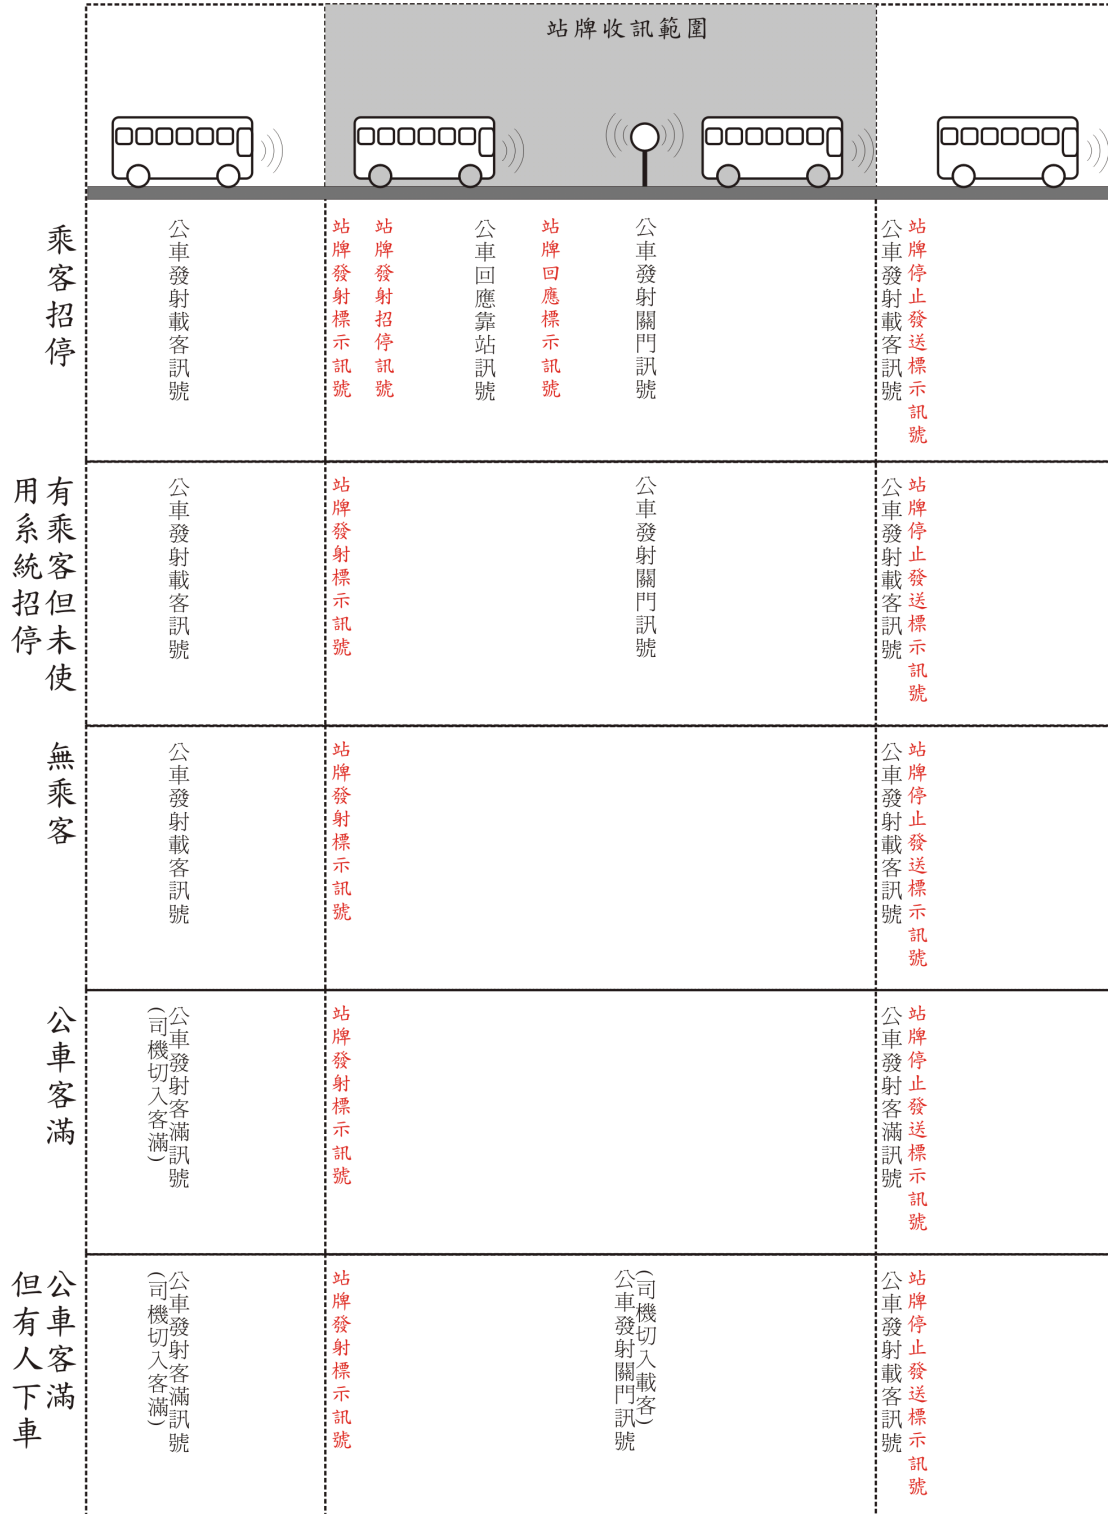 站牌收訊範圍
乘客招停
公車發射載客訊號
站牌發射標示訊號
站牌發射招停訊號
公車回應靠站訊號
站牌回應標示訊號
公車發射關門訊號
公車發射載客訊號
站牌停止發送標示訊號
有乘客但未使
用系統招停
公車發射載客訊號
站牌發射標示訊號
公車發射關門訊號
公車發射載客訊號
站牌停止發送標示訊號
無乘客
公車發射載客訊號
站牌發射標示訊號
公車發射載客訊號
站牌停止發送標示訊號
公車客滿
公車發射客滿訊號
(司機切入客滿)
站牌發射標示訊號
公車發射客滿訊號
站牌停止發送標示訊號
公車客滿
但有人下車
公車發射客滿訊號
(司機切入客滿)
站牌發射標示訊號
(司機切入載客)
公車發射關門訊號
公車發射載客訊號
站牌停止發送標示訊號